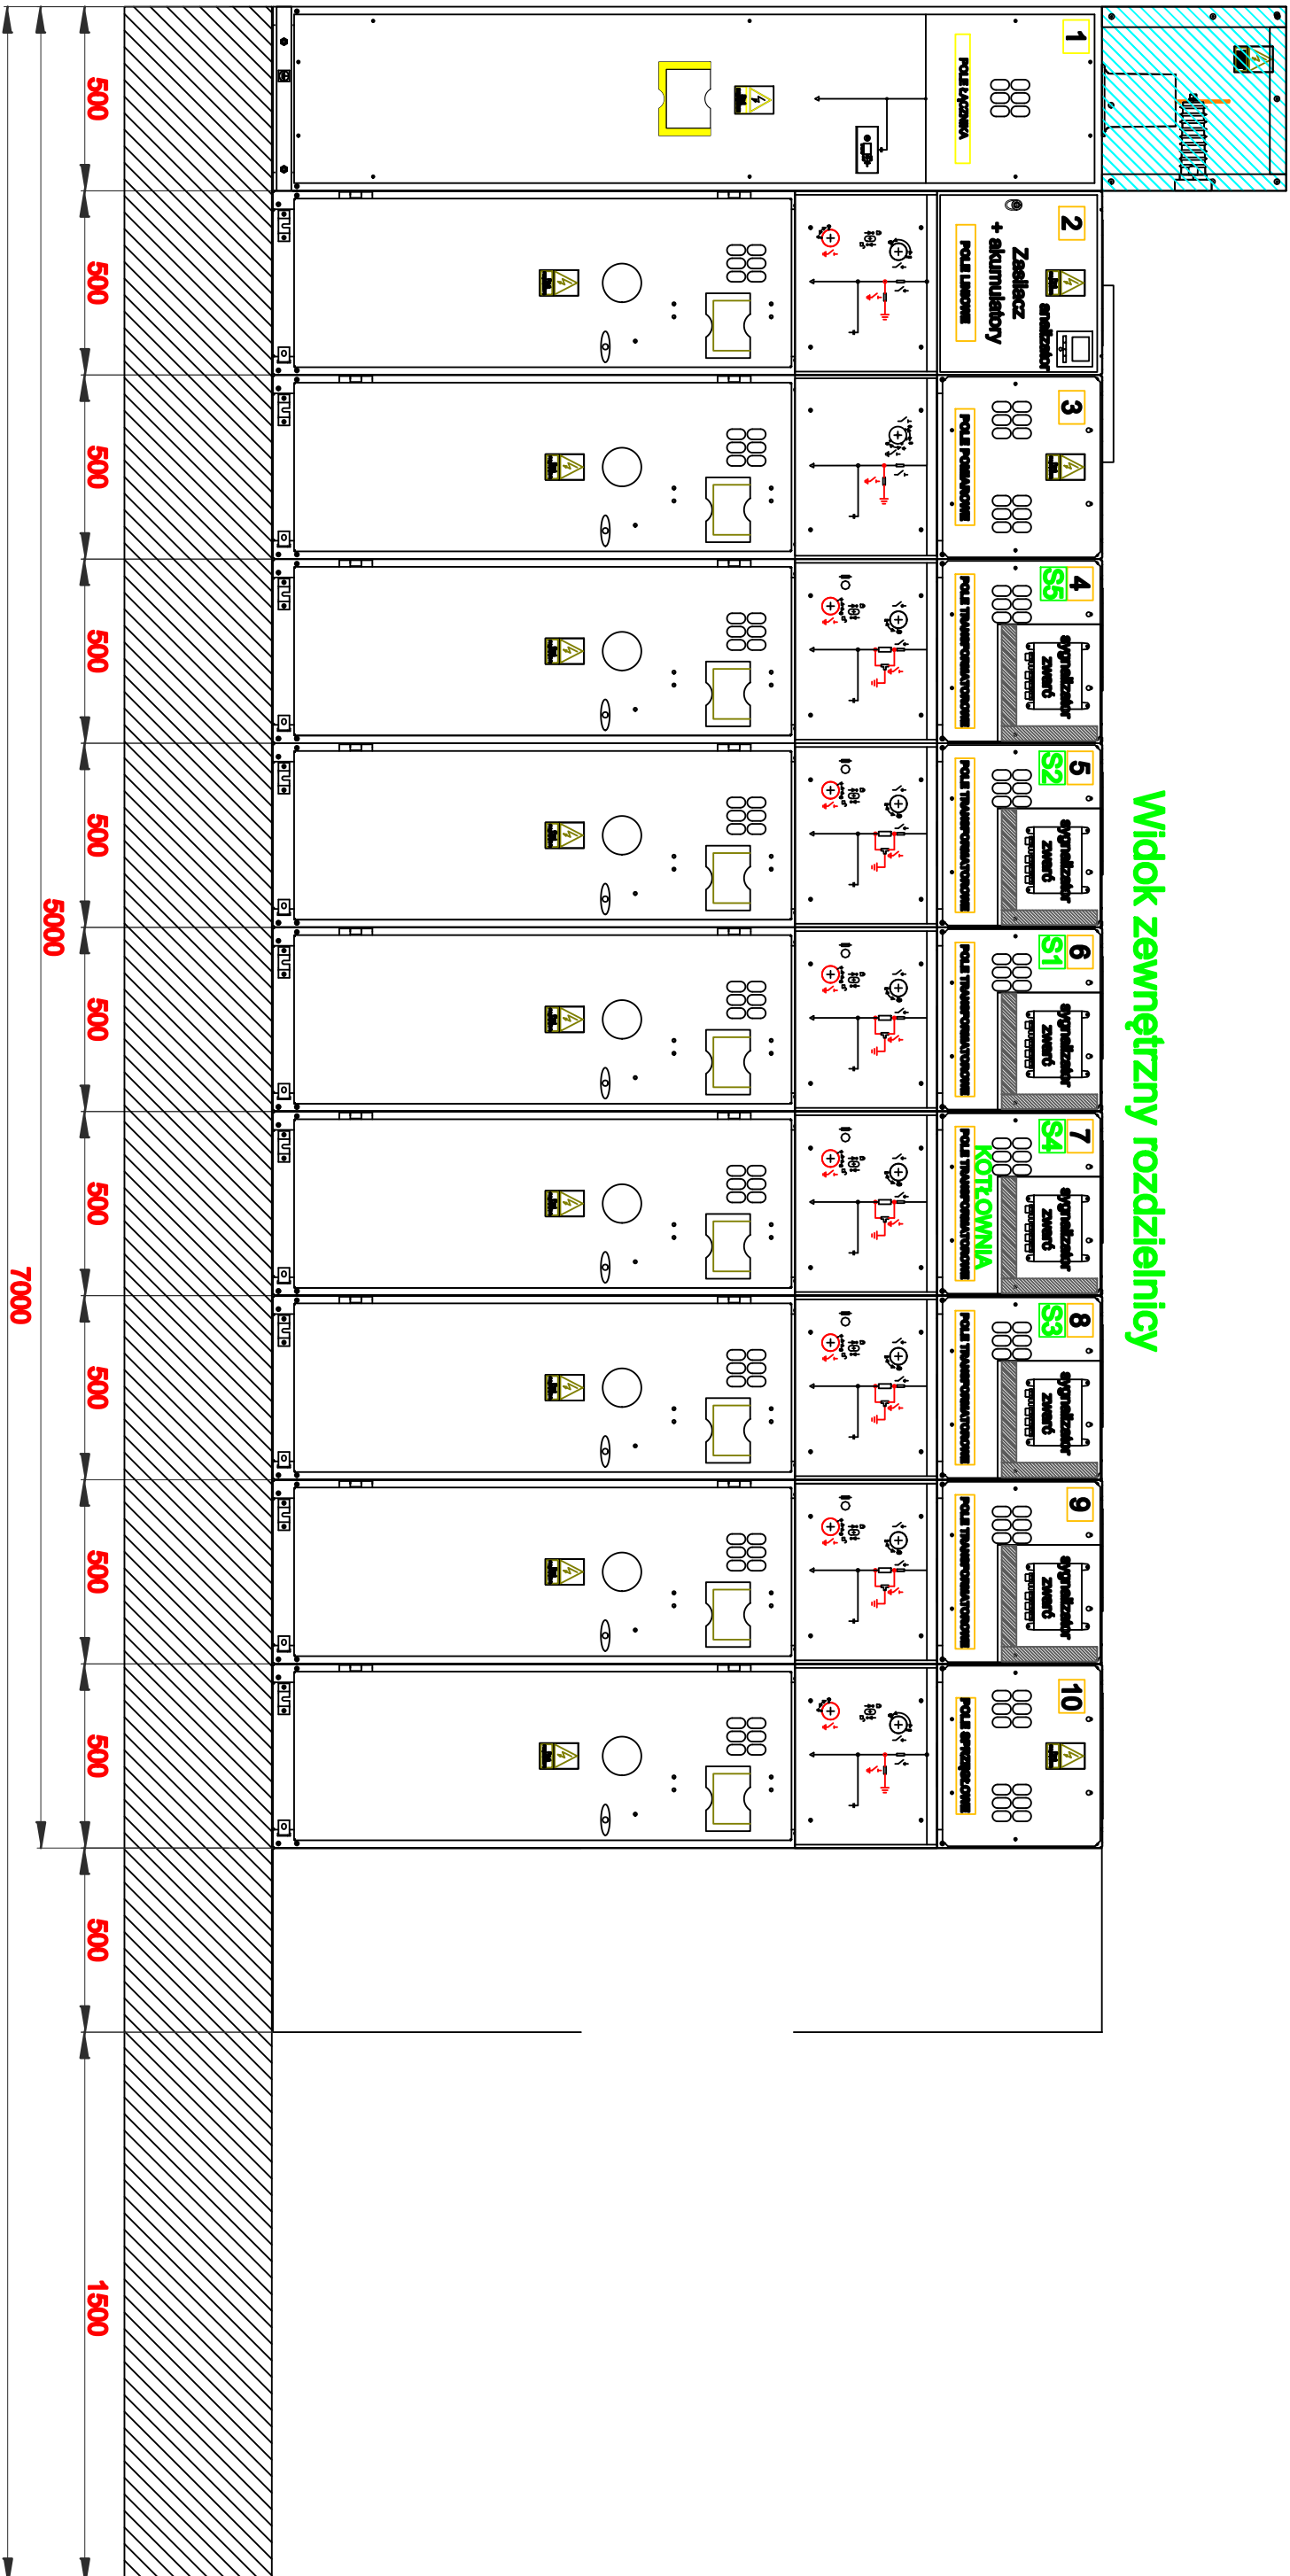 Widok zewnętrzny rozdzielnicy
1
POLE ŁĄCZNIKA
2
POLE LINIOWE
Zasilacz
+ akumulatory
analizator
3
POLE POMIAROWE
4
S5
POLE TRANSFORMATOROWE
sygnalizator
zwarć
5
S2
POLE TRANSFORMATOROWE
sygnalizator
zwarć
6
S1
POLE TRANSFORMATOROWE
sygnalizator
zwarć
7
S4
KOTŁOWNIA
POLE TRANSFORMATOROWE
sygnalizator
zwarć
8
S3
POLE TRANSFORMATOROWE
sygnalizator
zwarć
9
POLE TRANSFORMATOROWE
sygnalizator
zwarć
10
POLE SPRZĘGŁOWE
500
500
500
500
500
500
500
500
500
500
500
1500
5000
7000